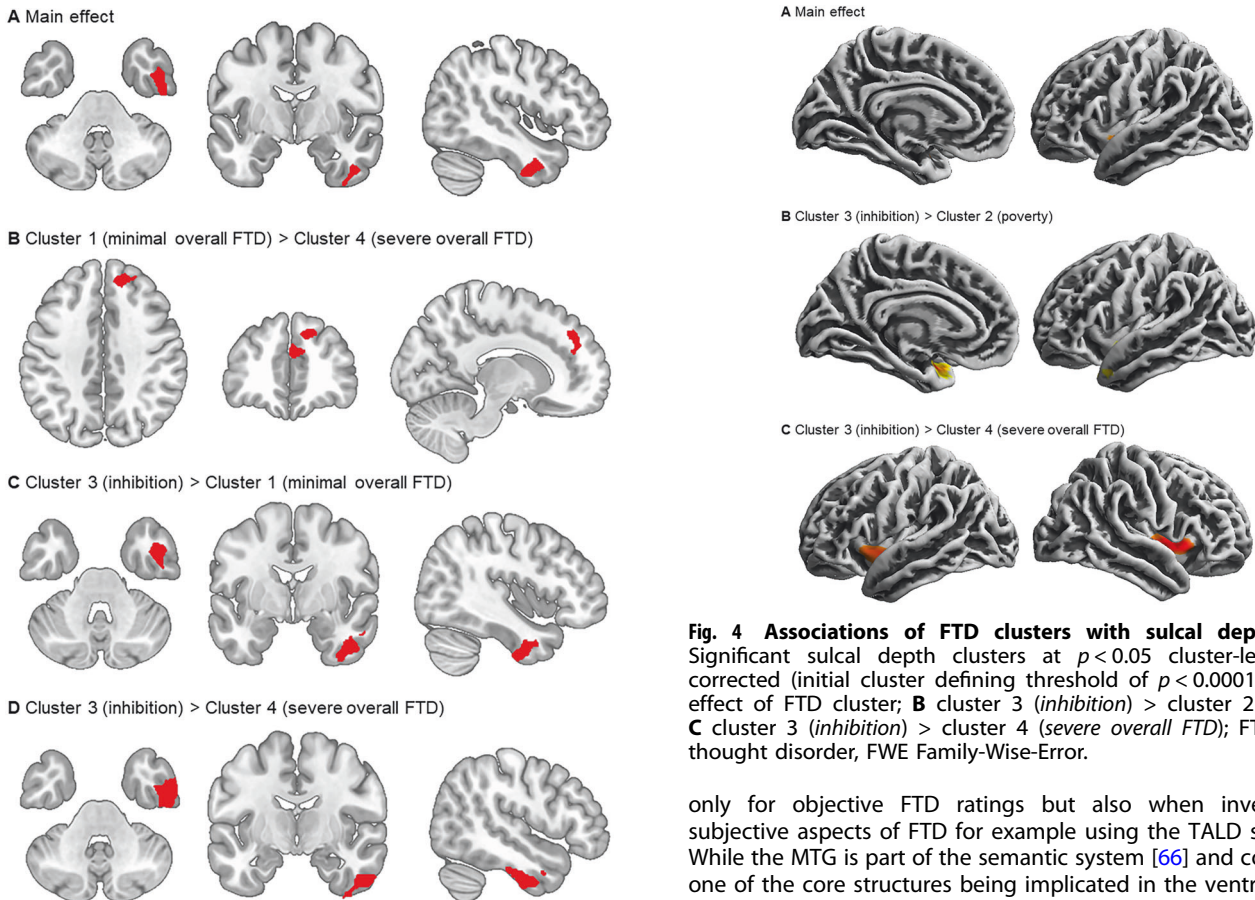 A Main effect
B Cluster 1 (minimal overall FTD) > Cluster 4 (severe overall FTD)
C Cluster 3 (inhibition) > Cluster 1 (minimal overall FTD)
D Cluster 3 (inhibition) > Cluster 4 (severe overall FTD)
A Main effect
B Cluster 3 (inhibition) > Cluster 2 (poverty)
C Cluster 3 (inhibition) > Cluster 4 (severe overall FTD)
Fig. 4 Associations of FTD clusters with sulcal dep
Significant sulcal depth clusters at p < 0.05 cluster-le
corrected (initial cluster defining threshold of p < 0.0001
effect of FTD cluster; B cluster 3 (inhibition) > cluster 2
C cluster 3 (inhibition) > cluster 4 (severe overall FTD); FT
thought disorder, FWE Family-Wise-Error.
only for objective FTD ratings but also when inve
subjective aspects of FTD for example using the TALD s
While the MTG is part of the semantic system [66] and co
one of the core structures being implicated in the ventr